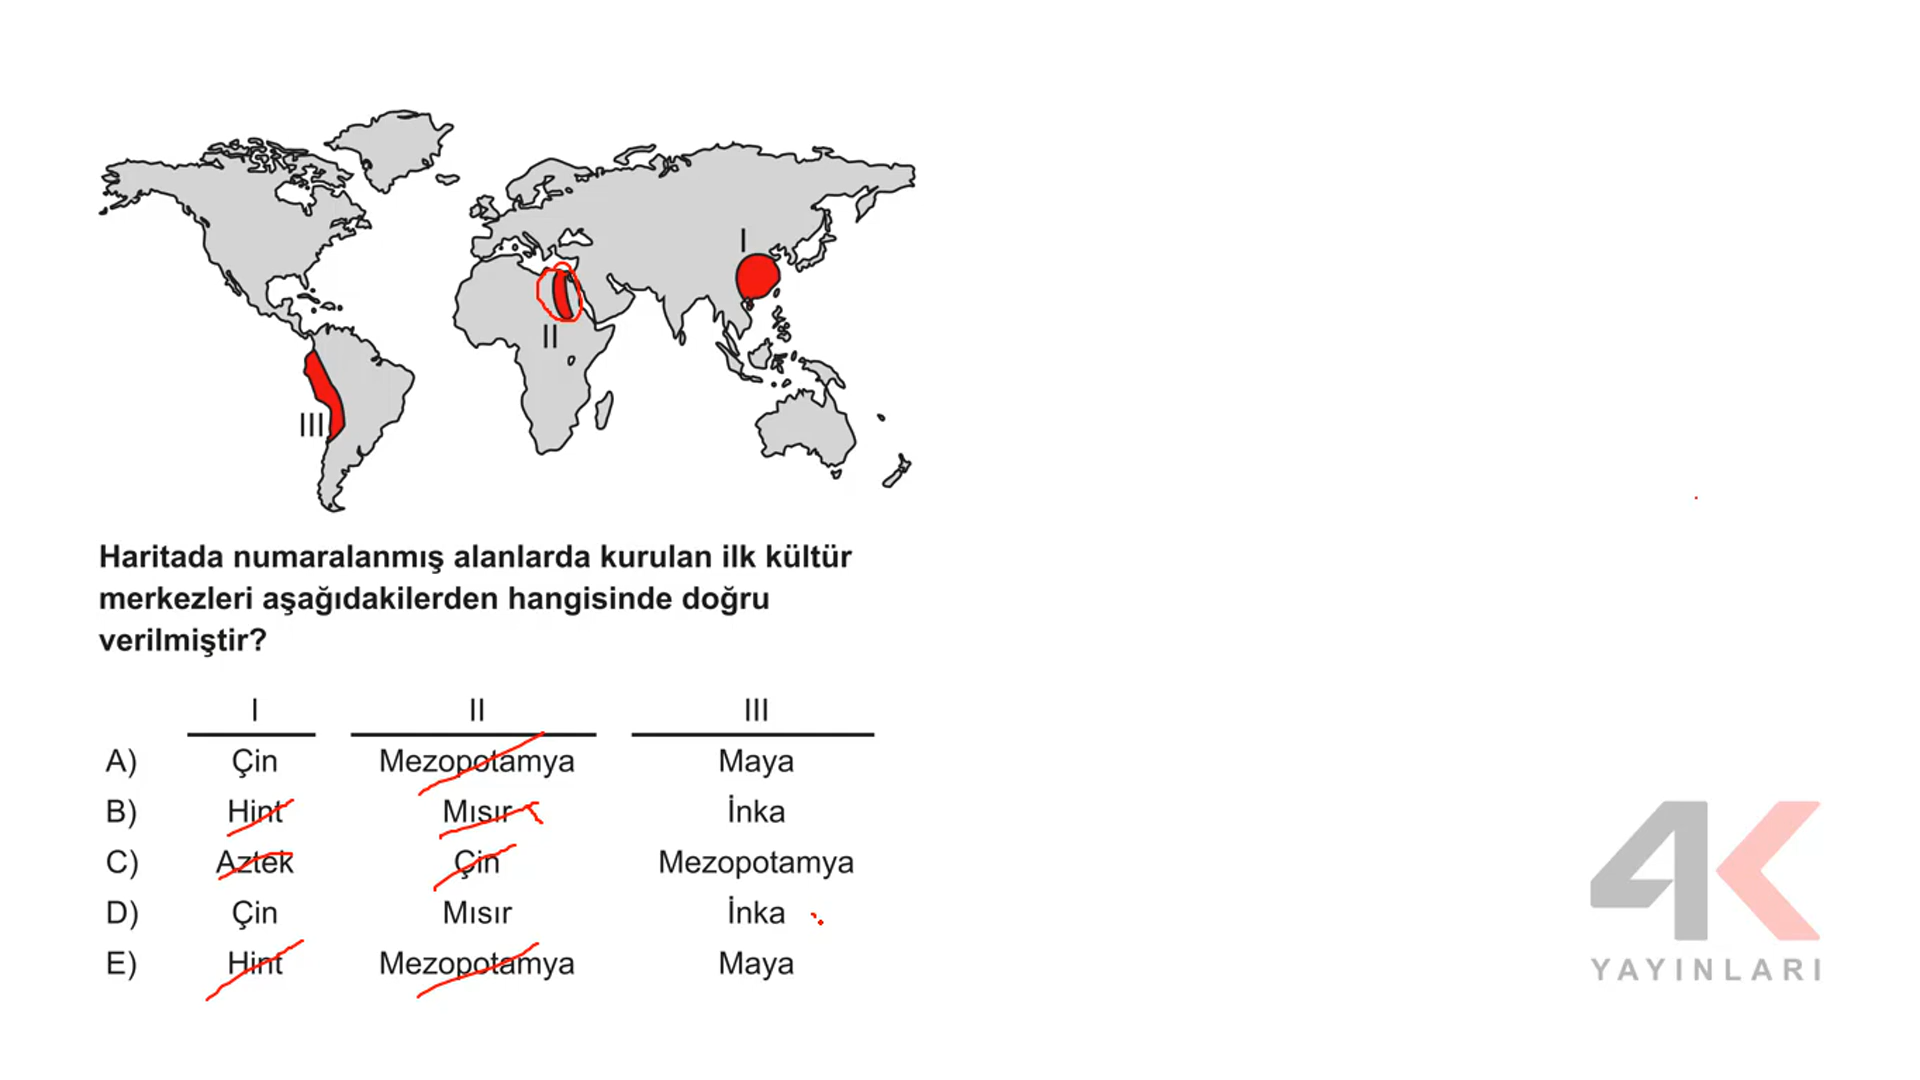 I
II
III
Haritada numaralanmış alanlarda kurulan ilk kültür
merkezleri aşağıdakilerden hangisinde doğru
verilmiştir?
I II III
A) Çin Mezopotamya Maya
B) Hint Mısır İnka
C) Aztek Çin Mezopotamya
D) Çin Mısır İnka
E) Hint Mezopotamya Maya
4K
YAYINLARI